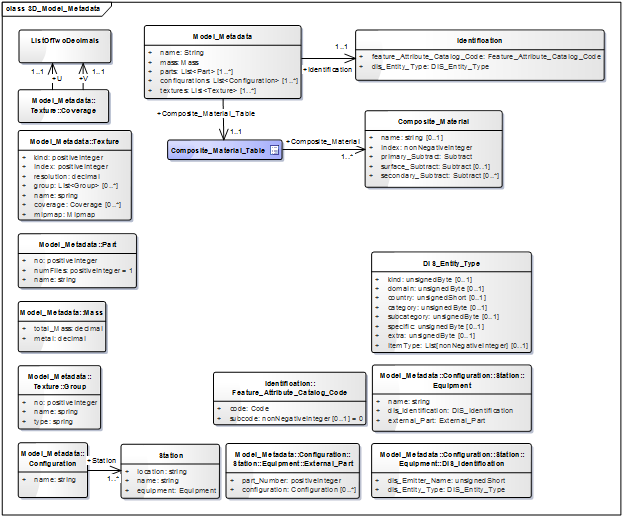 class 3D_Model_Metadata
ListOfTwoDecimals
1..1
+U
1..1
+V
Model_Metadata::
Texture::Coverage
Model_Metadata
+ name: String
+ mass: Mass
+ parts: List<Part> [1..*]
+ configurations: List<Configuration> [1..*]
+ textures: List<Texture> [1..*]
1..1
+Identification
Identification
+ feature_Attribute_Catalog_Code: Feature_Attribute_Catalog_Code
+ dis_Entity_Type: DIS_Entity_Type
+Composite_Material_Table
1..1
Composite_Material_Table
+Composite_Material
1..*
Composite_Material
+ name: string [0..1]
+ index: nonNegativeInteger
+ primary_Subtract: Subtract
+ surface_Subtract: Subtract [0..1]
+ secondary_Subtract: Subtract [0..*]
Model_Metadata::Texture
+ kind: positiveInteger
+ index: positiveInteger
+ resolution: decimal
+ group: List<Group> [0..*]
+ name: spring
+ coverage: Coverage [0..*]
+ mipmap: Mipmap
Model_Metadata::Part
+ no: positiveInteger
+ numFiles: positiveInteger = 1
+ name: string
Model_Metadata::Mass
+ total_Mass: decimal
+ metal: decimal
DIS_Entity_Type
+ kind: unsignedByte [0..1]
+ domain: unsignedByte [0..1]
+ country: unsignedShort [0..1]
+ category: unsignedByte [0..1]
+ subcategory: unsignedByte [0..1]
+ specific: unsignedByte [0..1]
+ extra: unsignedByte [0..1]
+ itemType: List[nonNegativeInteger] [0..1]
Model_Metadata::
Texture::Group
+ no: positiveInteger
+ name: spring
+ type: spring
Identification::
Feature_Attribute_Catalog_Code
+ code: Code
+ subcode: nonNegativeInteger [0..1] = 0
Model_Metadata::Configuration::Station::
Equipment
+ name: string
+ dis_Identification: DIS_Identification
+ external_Part: External_Part
Model_Metadata::
Configuration
+ name: string
+Station
1..*
Station
+ location: string
+ name: string
+ equipment: Equipment
Model_Metadata::Configuration::
Station::Equipment::External_Part
+ part_Number: positiveInteger
+ configuration: Configuration [0..*]
Model_Metadata::Configuration::Station::
Equipment::DIS_Identification
+ dis_Emitter_Name: unsignedShort
+ dis_Entity_Type: DIS_Entity_Type